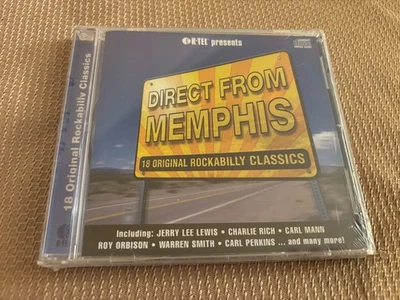 K-TEL presents
DIRECT FROM
MEMPHIS
18 ORIGINAL ROCKABILLY CLASSICS
Including: JERRY LEE LEWIS • CHARLIE RICH • CARL MANN
ROY ORBISON • WARREN SMITH • CARL PERKINS ... and many more!
18 Original Rockabilly Classics